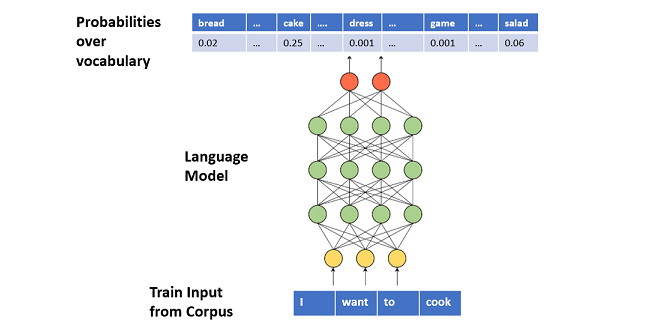 Probabilities over vocabulary
bread … cake …. dress … game … salad
0.02 … 0.25 … 0.001 … 0.001 … 0.06
Language Model
Train Input from Corpus
I want to cook